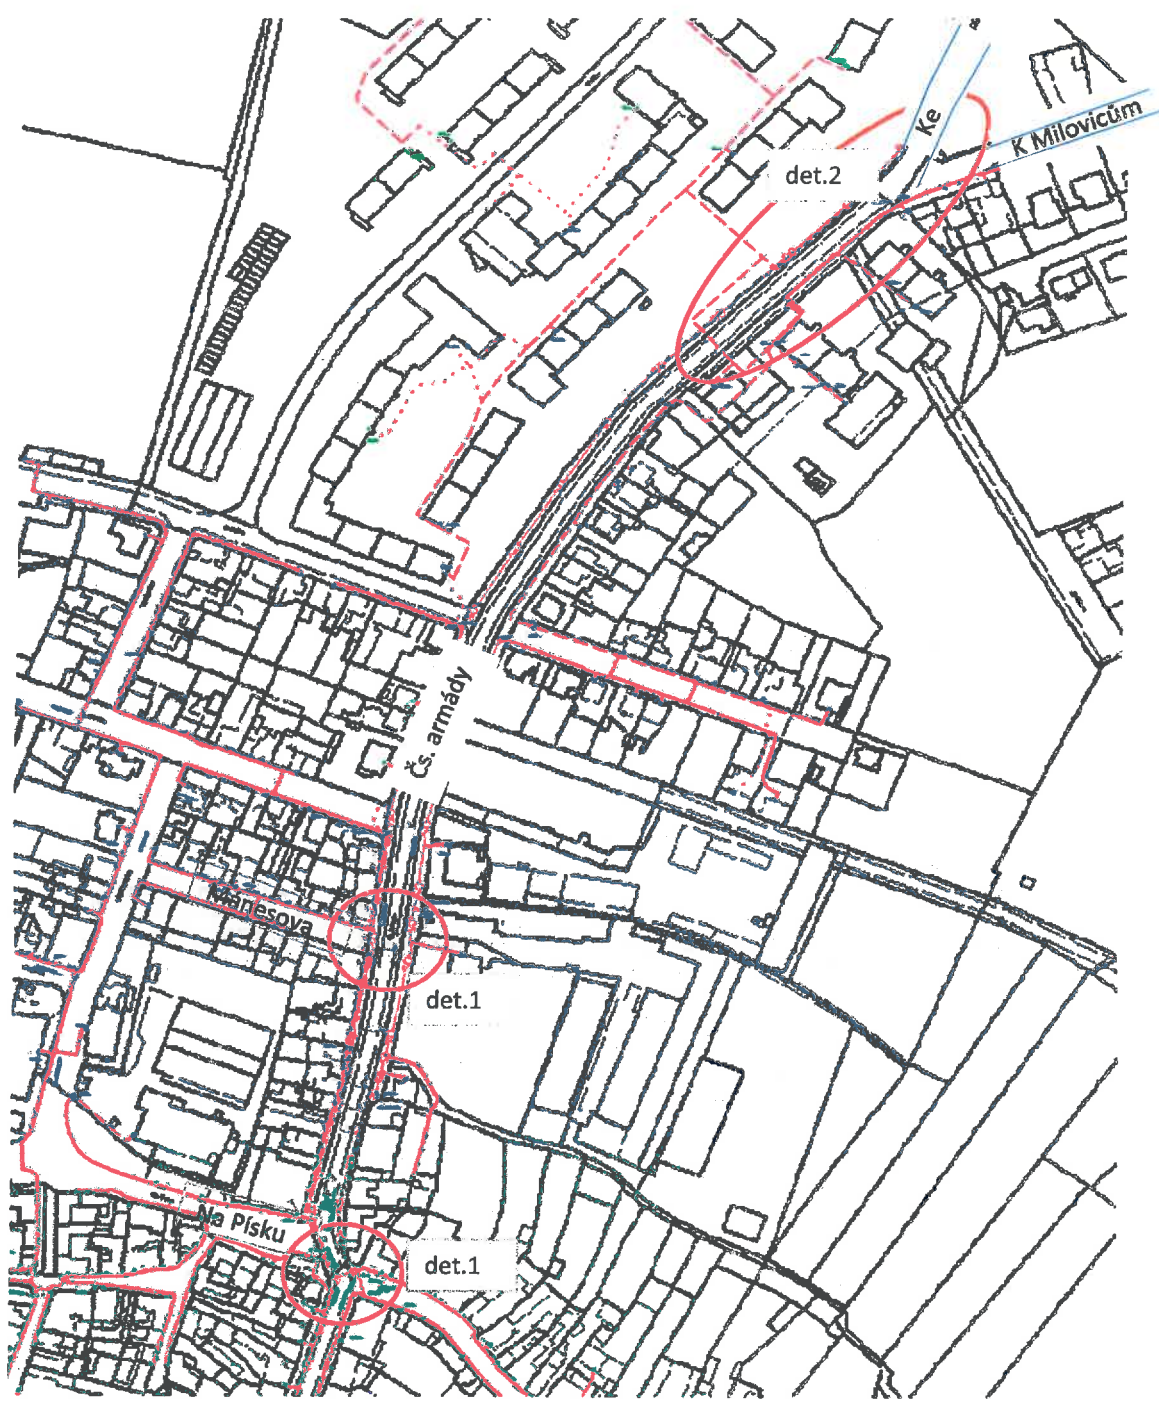 Ke
K Milovicům
det.2
Čs. armády
Mánesova
det.1
Na Písku
det.1